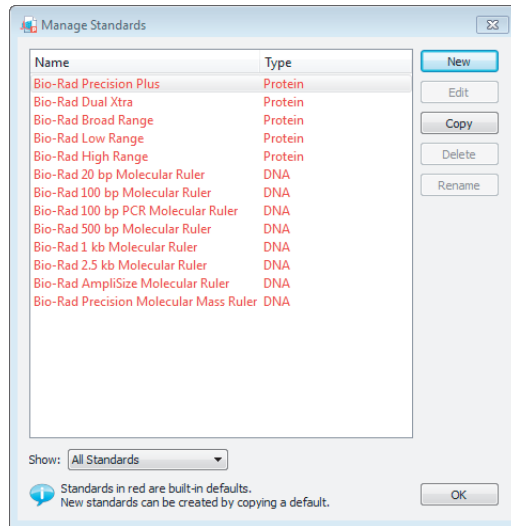 Manage Standards
Name Type New
Bio-Rad Precision Plus Protein
Edit
Bio-Rad Dual Xtra Protein
Bio-Rad Broad Range Protein
Copy
Bio-Rad Low Range Protein
Bio-Rad High Range Protein
Delete
Bio-Rad 20 bp Molecular Ruler DNA
Bio-Rad 100 bp Molecular Ruler DNA
Rename
Bio-Rad 100 bp PCR Molecular Ruler DNA
Bio-Rad 500 bp Molecular Ruler DNA
Bio-Rad 1 kb Molecular Ruler DNA
Bio-Rad 2.5 kb Molecular Ruler DNA
Bio-Rad AmpliSize Molecular Ruler DNA
Bio-Rad Precision Molecular Mass Ruler DNA
Show: All Standards
Standards in red are built-in defaults.
New standards can be created by copying a default.
OK